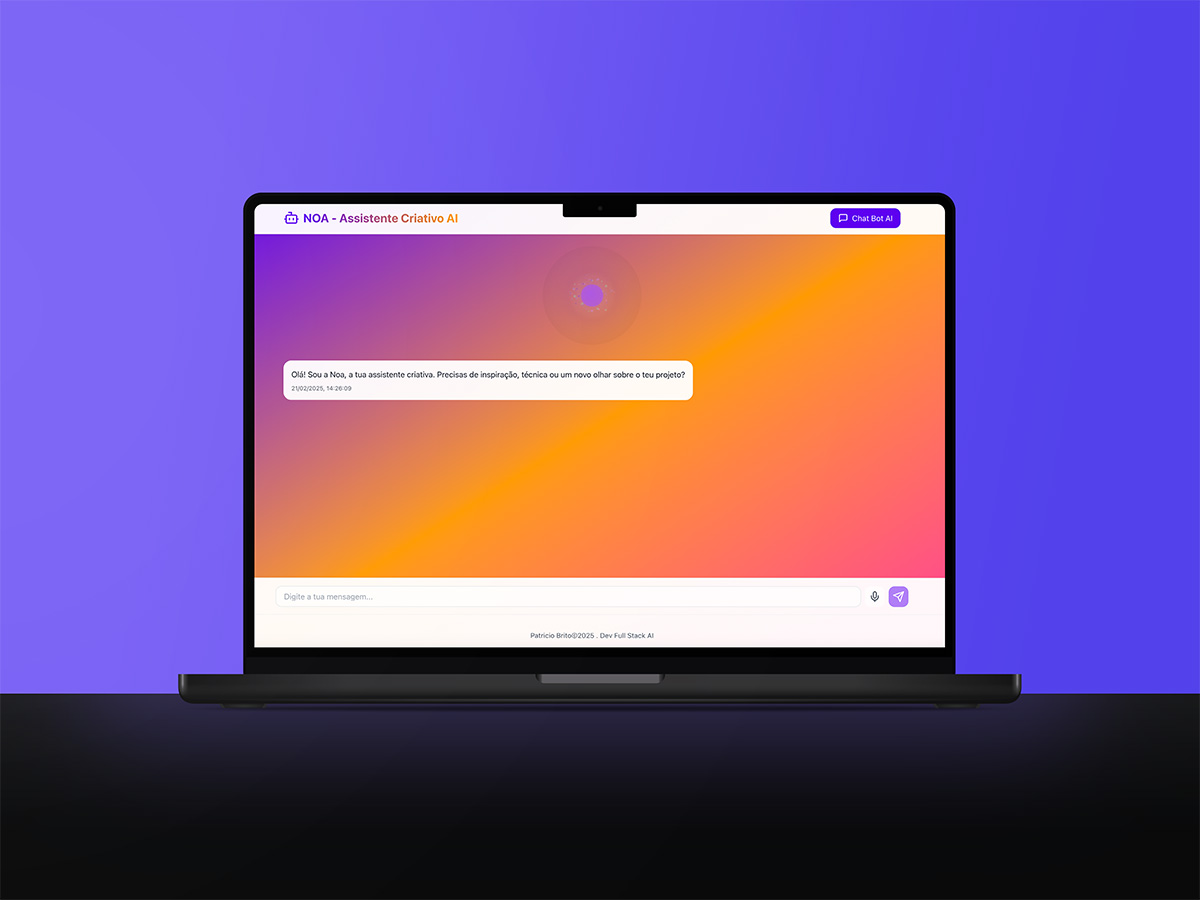 NOA - Assistente Criativo AI
Chat Bot AI
Olá! Sou a Noa, a tua assistente criativa. Precisas de inspiração, técnica ou um novo olhar sobre o teu projeto?
21/02/2025, 14:26:09
Digite a tua mensagem...
Patricio Brito©2025 . Dev Full Stack AI